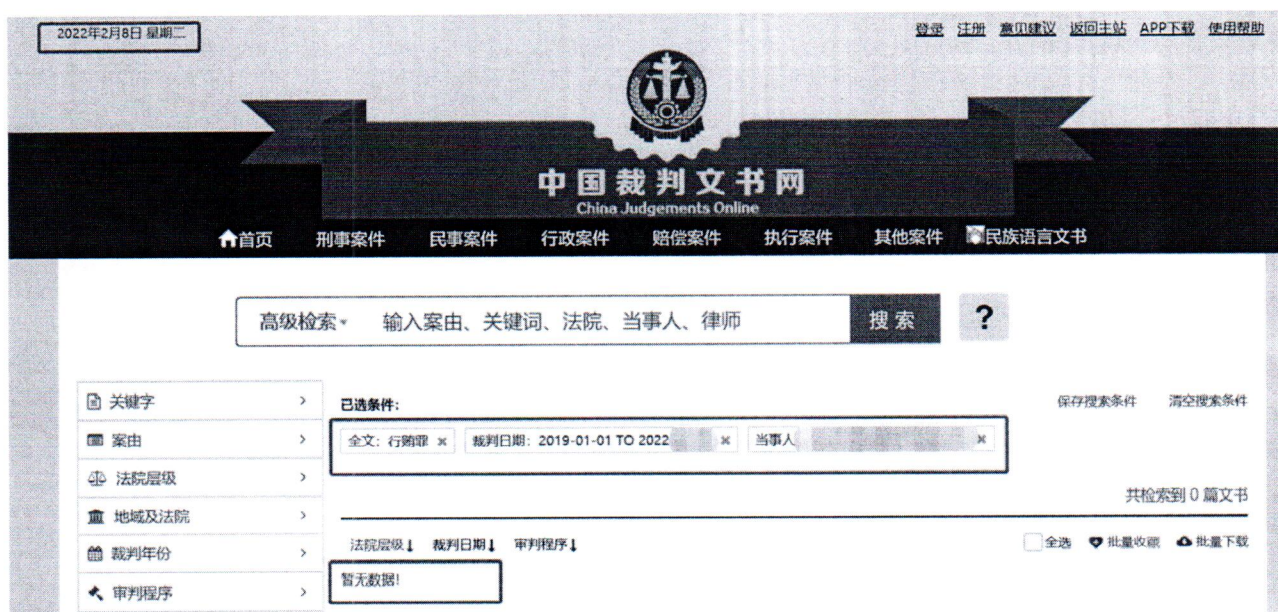 2022年2月8日 星期二
登录 注册 意见建议 返回主站 APP下载 使用帮助
中国裁判文书网
China Judgements Online
首页 刑事案件 民事案件 行政案件 赔偿案件 执行案件 其他案件 民族语言文书
高级检索 输入案由、关键词、法院、当事人、律师 搜索 ?
关键字
案由
法院层级
地域及法院
裁判年份
审判程序
已选条件: 保存搜索条件 清空搜索条件
全文: 行贿罪 × 裁判日期: 2019-01-01 TO 2022 × 当事人 ×
共检索到 0 篇文书
法院层级 裁判日期 审判程序 全选 批量收藏 批量下载
暂无数据!